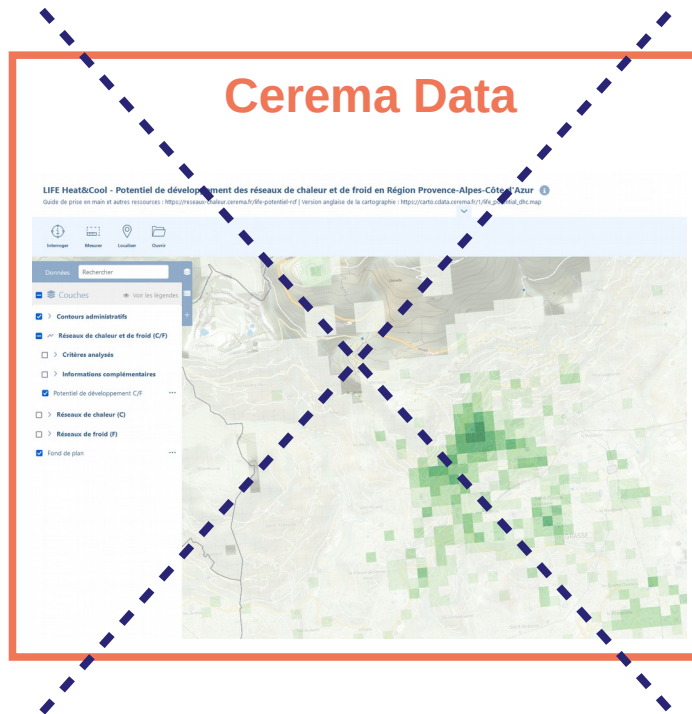 Cerema Data
LIFE Heat&Cool - Potentiel de développement des réseaux de chaleur et de froid en Région Provence-Alpes-Côte d'Azur
Guide de prise en main et autres ressources : https://reseaux-chaleur.cerema.fr/life-potentiel-rcf | Version anglaise de la cartographie : https://carto.cdata.cerema.fr/1/life_potential_dhc.map
Interroger Mesurer Localiser Ouvrir
Données Rechercher
Couches Voir les légendes
Contours administratifs
Réseaux de chaleur et de froid (C/F)
Critères analysés
Informations complémentaires
Potentiel de développement C/F
Réseaux de chaleur (C)
Réseaux de froid (F)
Fond de plan
GRASSE